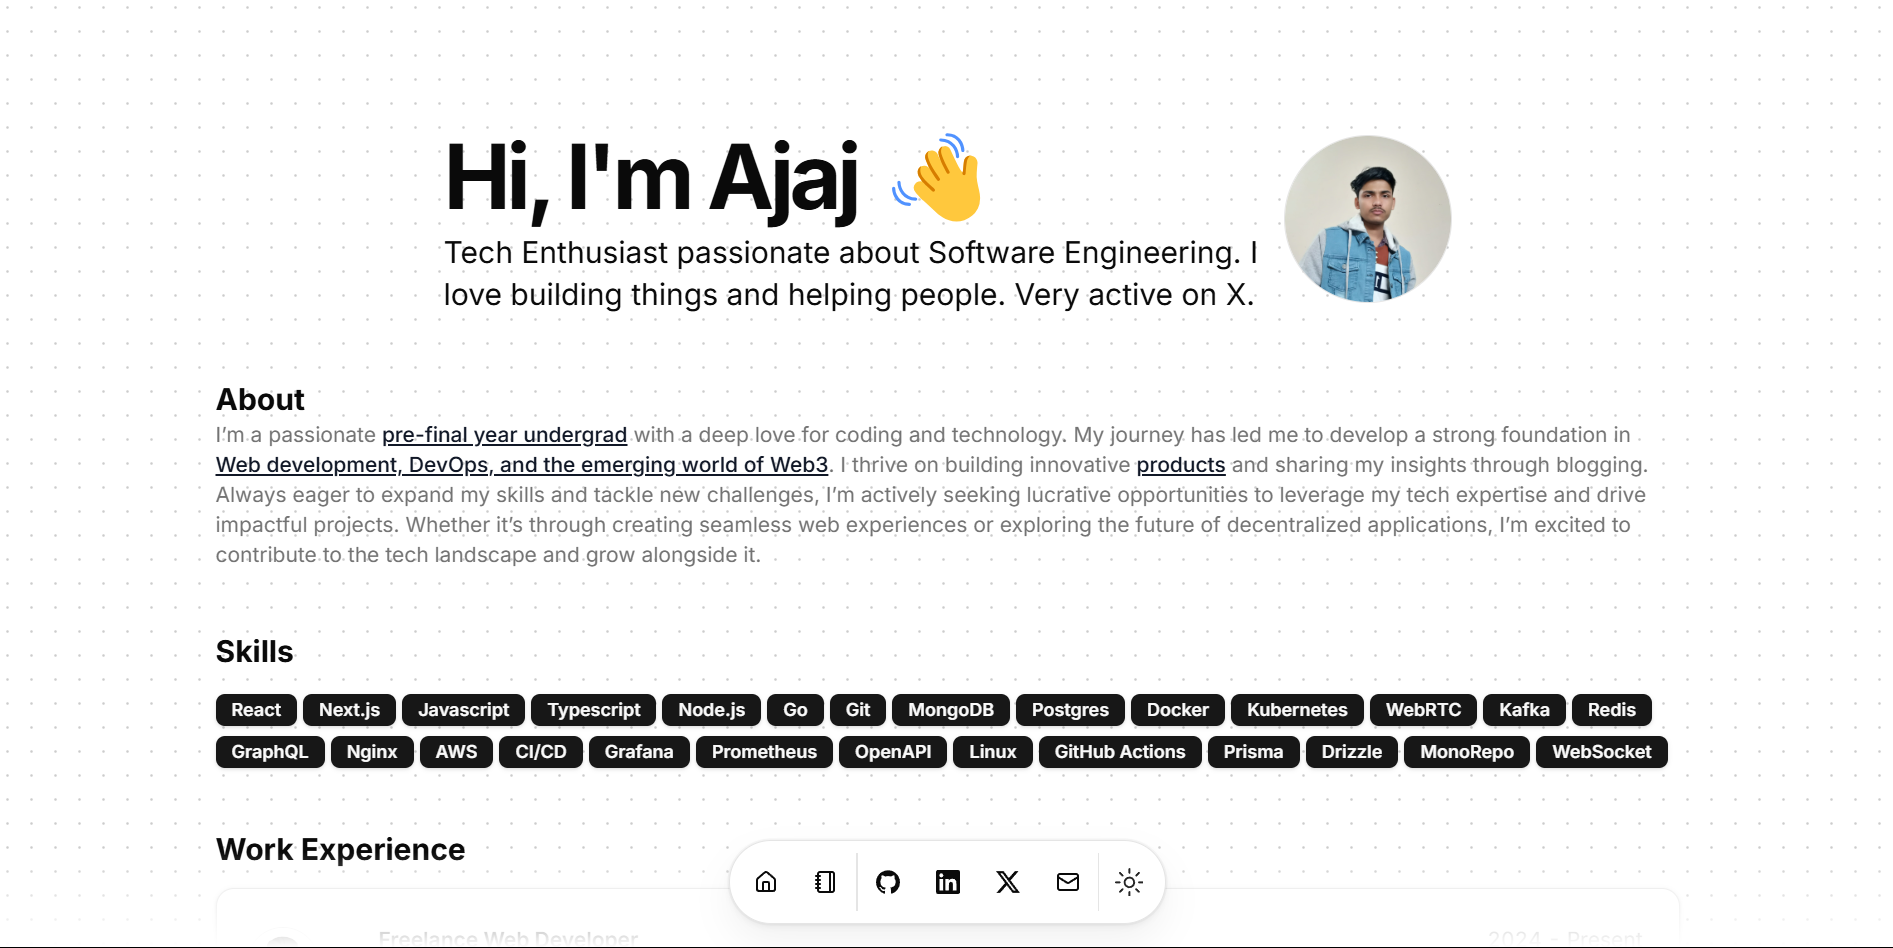 Hi, I'm Ajaj 👋
Tech Enthusiast passionate about Software Engineering. I
love building things and helping people. Very active on X.
About
I’m a passionate pre-final year undergrad with a deep love for coding and technology. My journey has led me to develop a strong foundation in
Web development, DevOps, and the emerging world of Web3. I thrive on building innovative products and sharing my insights through blogging.
Always eager to expand my skills and tackle new challenges, I’m actively seeking lucrative opportunities to leverage my tech expertise and drive
impactful projects. Whether it’s through creating seamless web experiences or exploring the future of decentralized applications, I’m excited to
contribute to the tech landscape and grow alongside it.
Skills
React Next.js Javascript Typescript Node.js Go Git MongoDB Postgres Docker Kubernetes WebRTC Kafka Redis
GraphQL Nginx AWS CI/CD Grafana Prometheus OpenAPI Linux GitHub Actions Prisma Drizzle MonoRepo WebSocket
Work Experience
Freelance Web Developer 2024 - Present